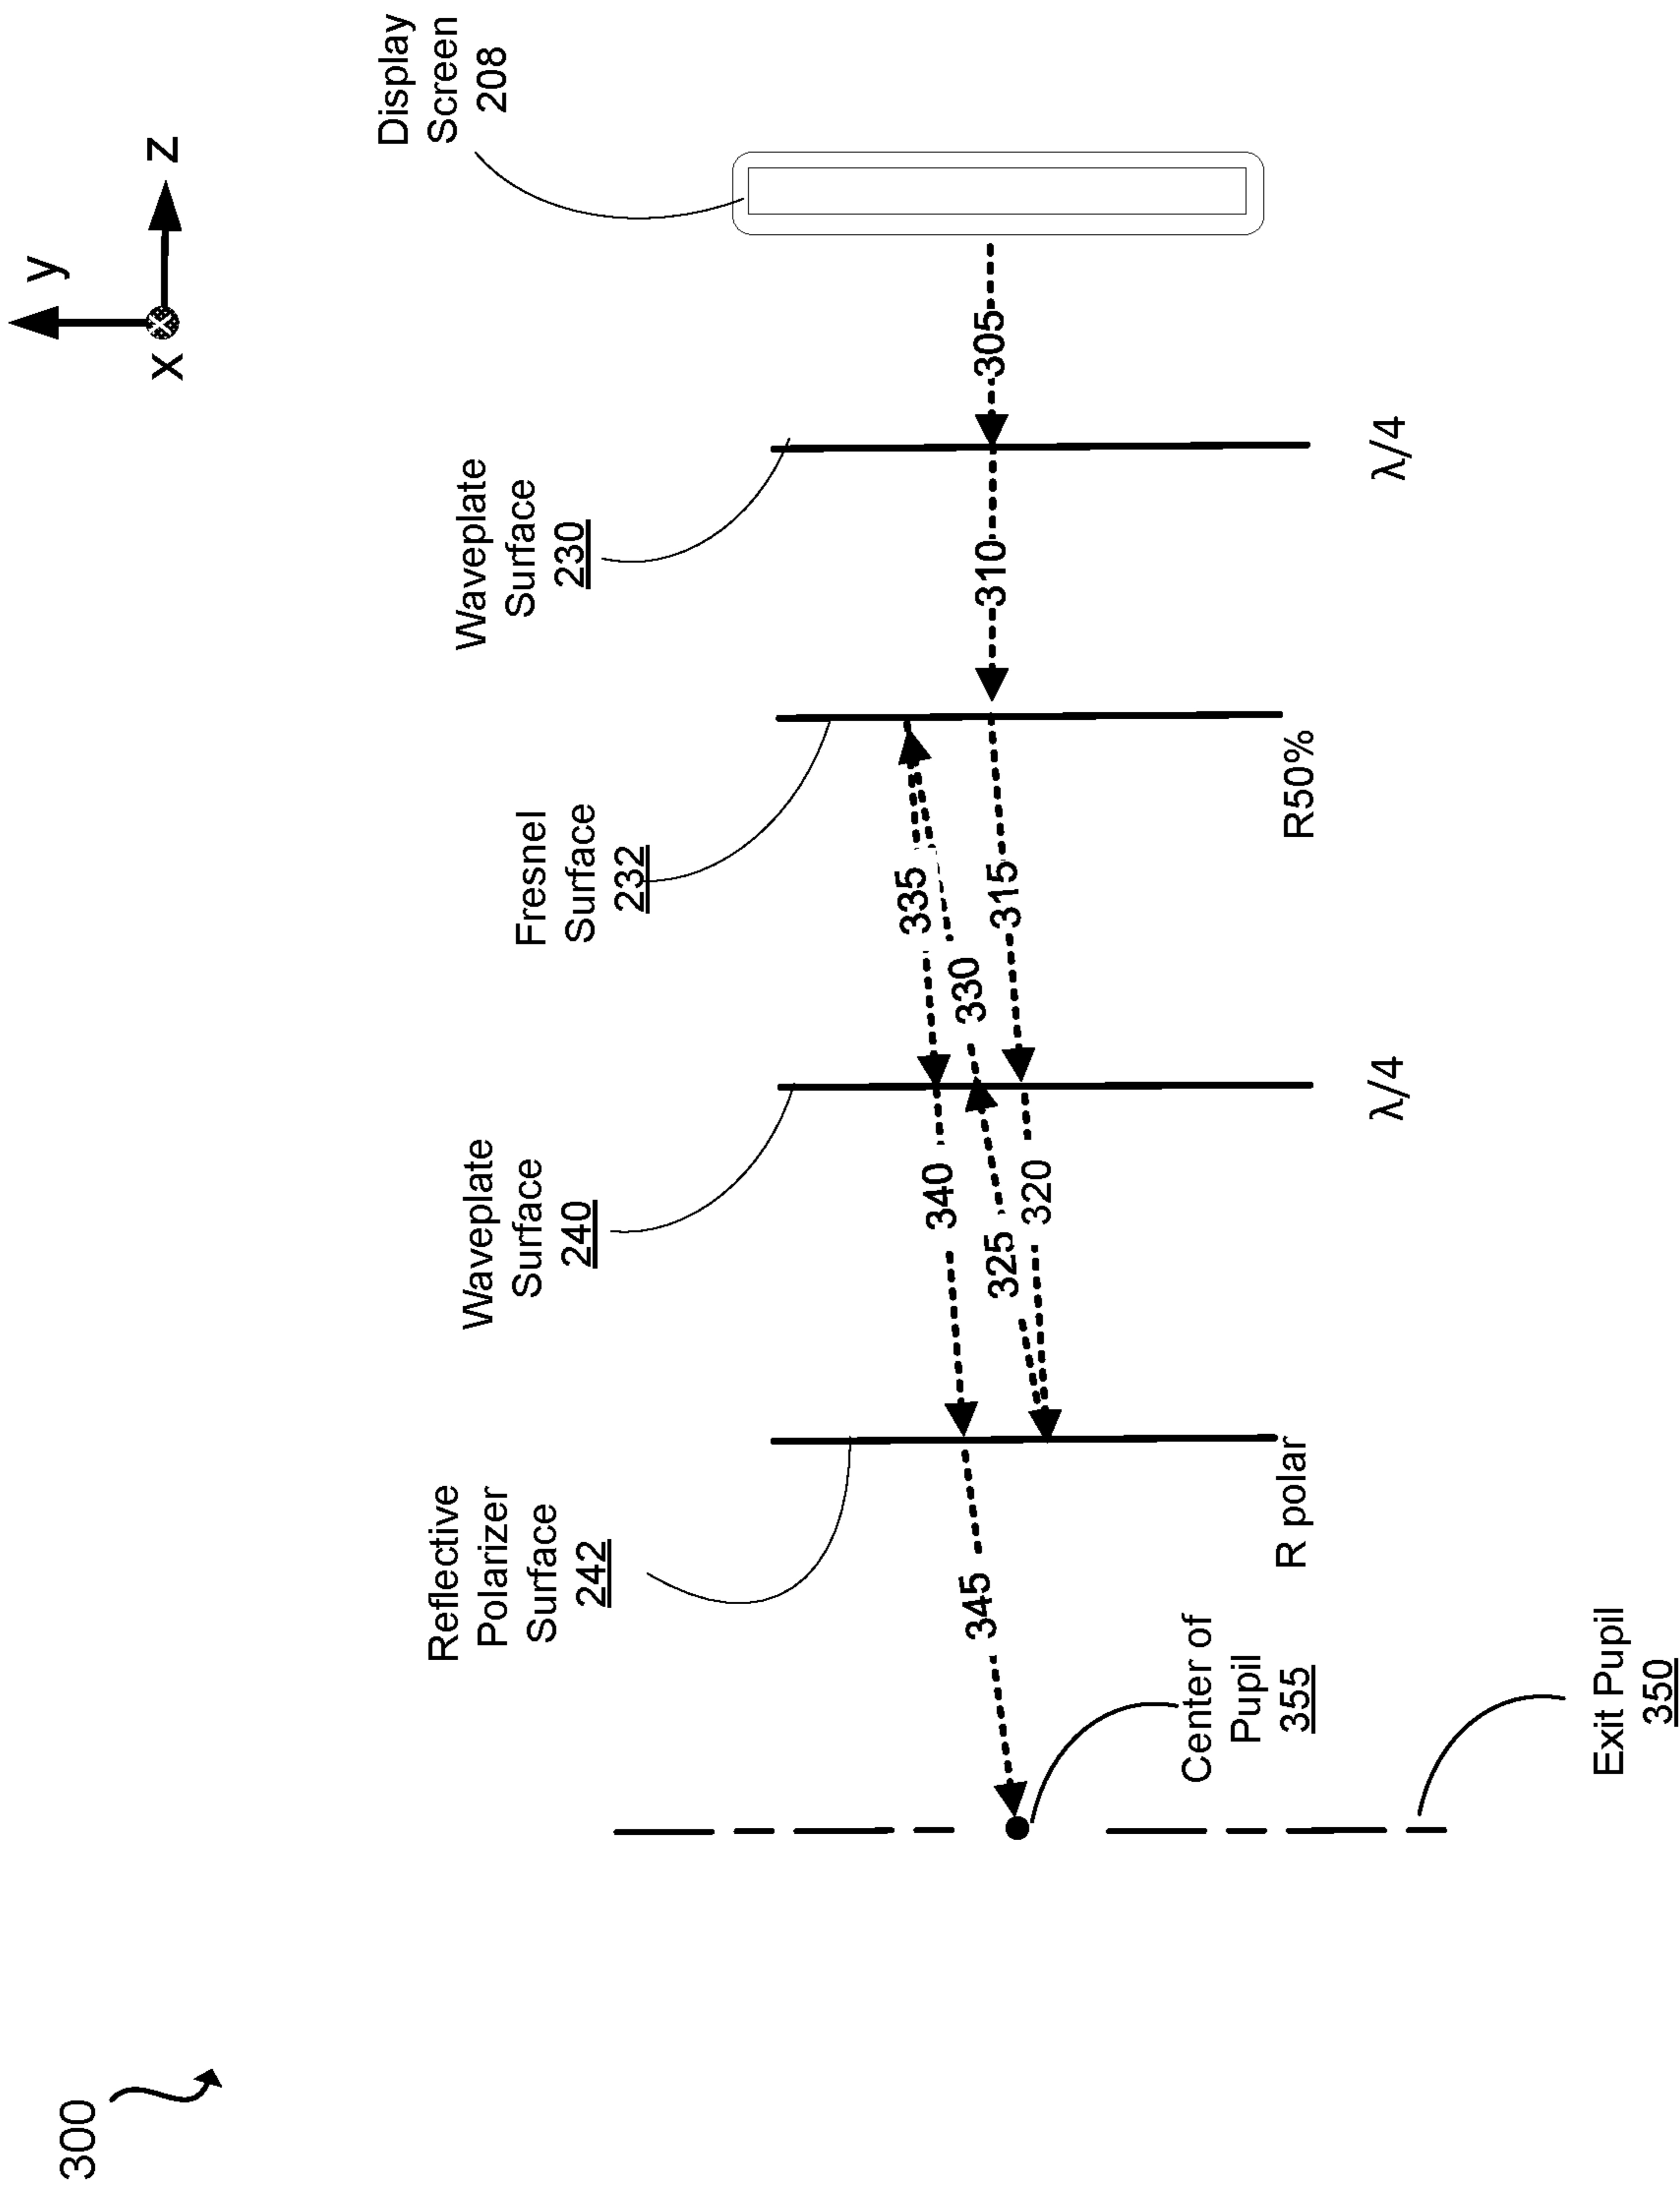 300
y
x
z
Display
Screen
208
Waveplate
Surface
230
Fresnel
Surface
232
Waveplate
Surface
240
Reflective
Polarizer
Surface
242
345
340
335
325
330
320
315
310
305
Center of
Pupil
355
R polar
λ/4
R50%
λ/4
Exit Pupil
350